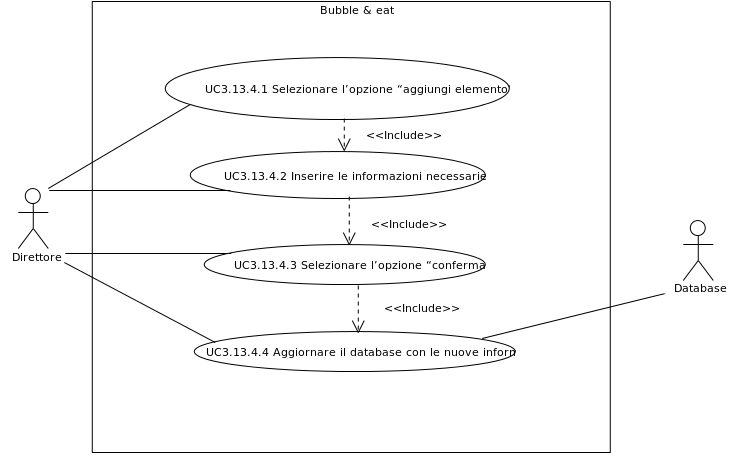 Bubble & eat
UC3.13.4.1 Selezionare l’opzione “aggiungi elemento
<<Include>>
UC3.13.4.2 Inserire le informazioni necessarie
<<Include>>
Direttore
UC3.13.4.3 Selezionare l’opzione “conferma
Database
<<Include>>
UC3.13.4.4 Aggiornare il database con le nuove inforn